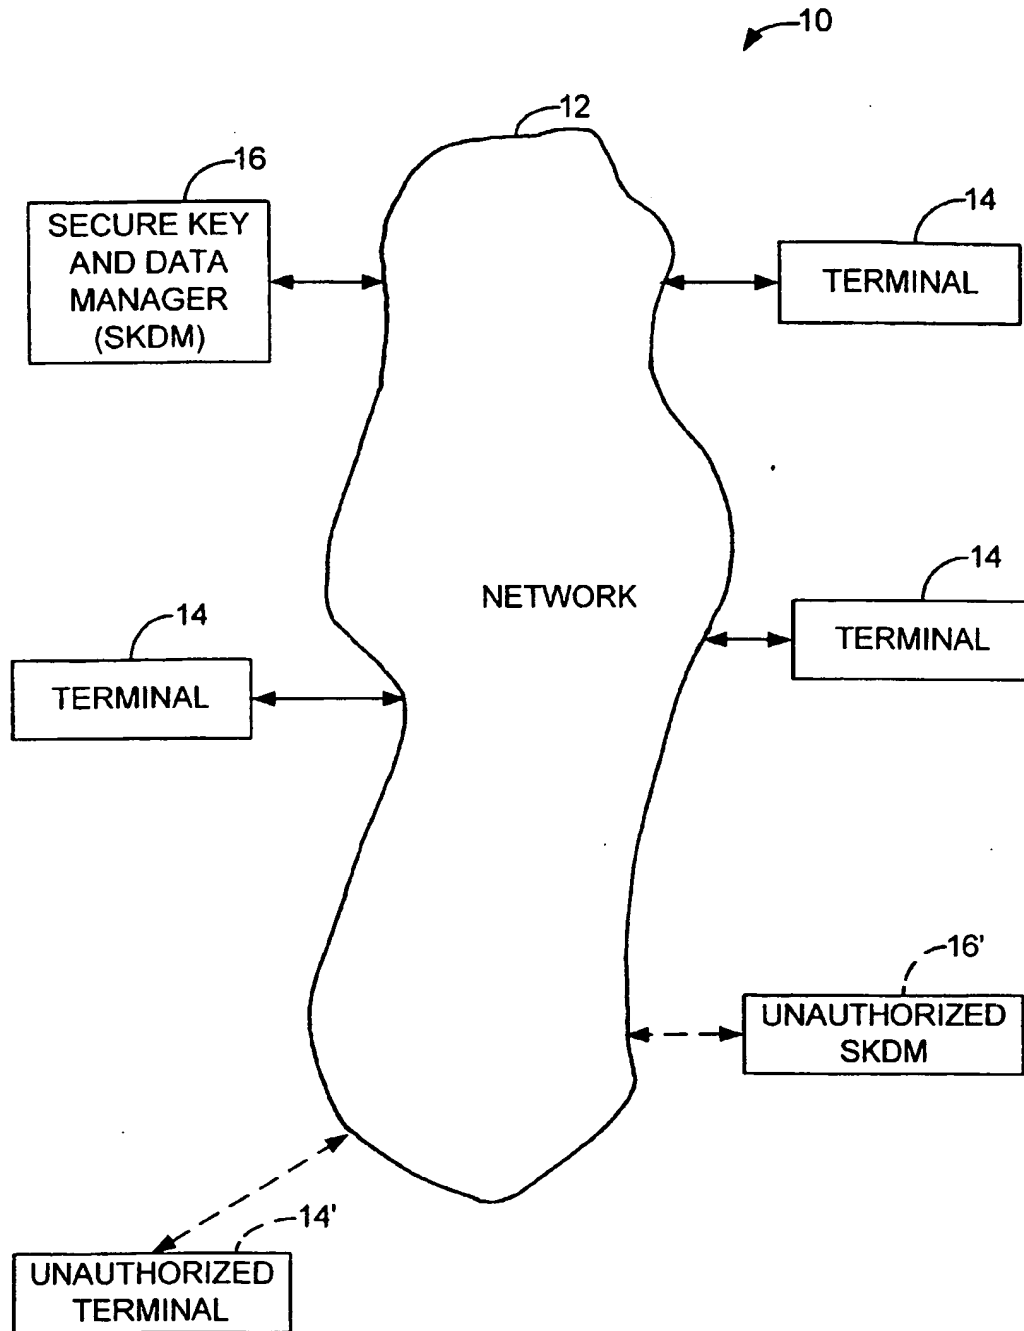 10
12
16
SECURE KEY
AND DATA
MANAGER
(SKDM)
14
TERMINAL
NETWORK
14
TERMINAL
14
TERMINAL
16'
UNAUTHORIZED
SKDM
14'
UNAUTHORIZED
TERMINAL